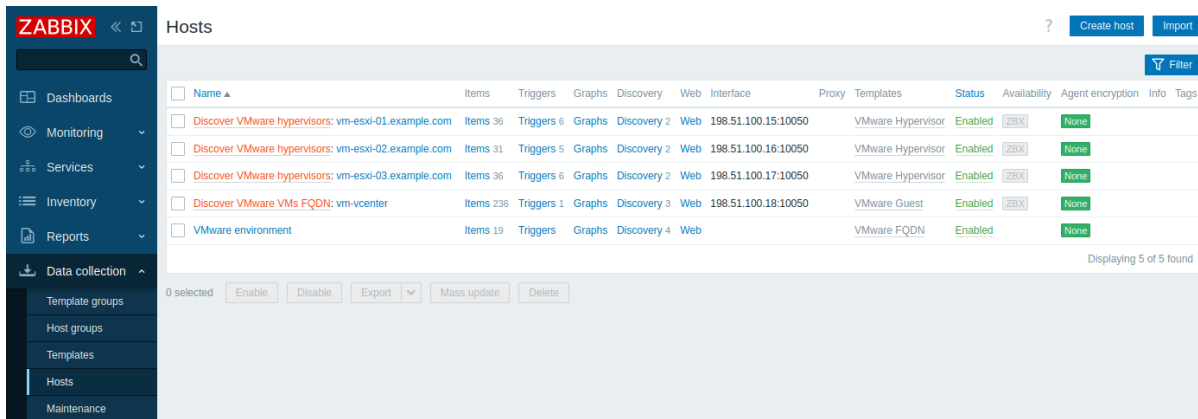 ZABBIX
Hosts
? Create host Import
Filter
Dashboards
Monitoring
Services
Inventory
Reports
Data collection
Template groups
Host groups
Templates
Hosts
Maintenance
Name Items Triggers Graphs Discovery Web Interface Proxy Templates Status Availability Agent encryption Info Tags
Discover VMware hypervisors: vm-esxi-01.example.com Items 36 Triggers 6 Graphs Discovery 2 Web 198.51.100.15:10050 VMware Hypervisor Enabled ZBX None
Discover VMware hypervisors: vm-esxi-02.example.com Items 31 Triggers 5 Graphs Discovery 2 Web 198.51.100.16:10050 VMware Hypervisor Enabled ZBX None
Discover VMware hypervisors: vm-esxi-03.example.com Items 36 Triggers 6 Graphs Discovery 2 Web 198.51.100.17:10050 VMware Hypervisor Enabled ZBX None
Discover VMware VMs FQDN: vm-vcenter Items 236 Triggers 1 Graphs Discovery 3 Web 198.51.100.18:10050 VMware Guest Enabled ZBX None
VMware environment Items 19 Triggers Graphs Discovery 4 Web VMware FQDN Enabled None
Displaying 5 of 5 found
0 selected Enable Disable Export Mass update Delete